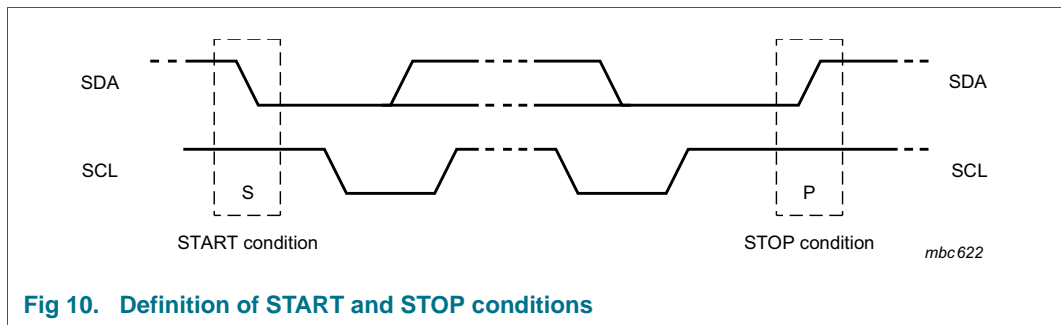 SDA SDA
SCL SCL
S P
START condition STOP condition
mbc622
Fig 10. Definition of START and STOP conditions